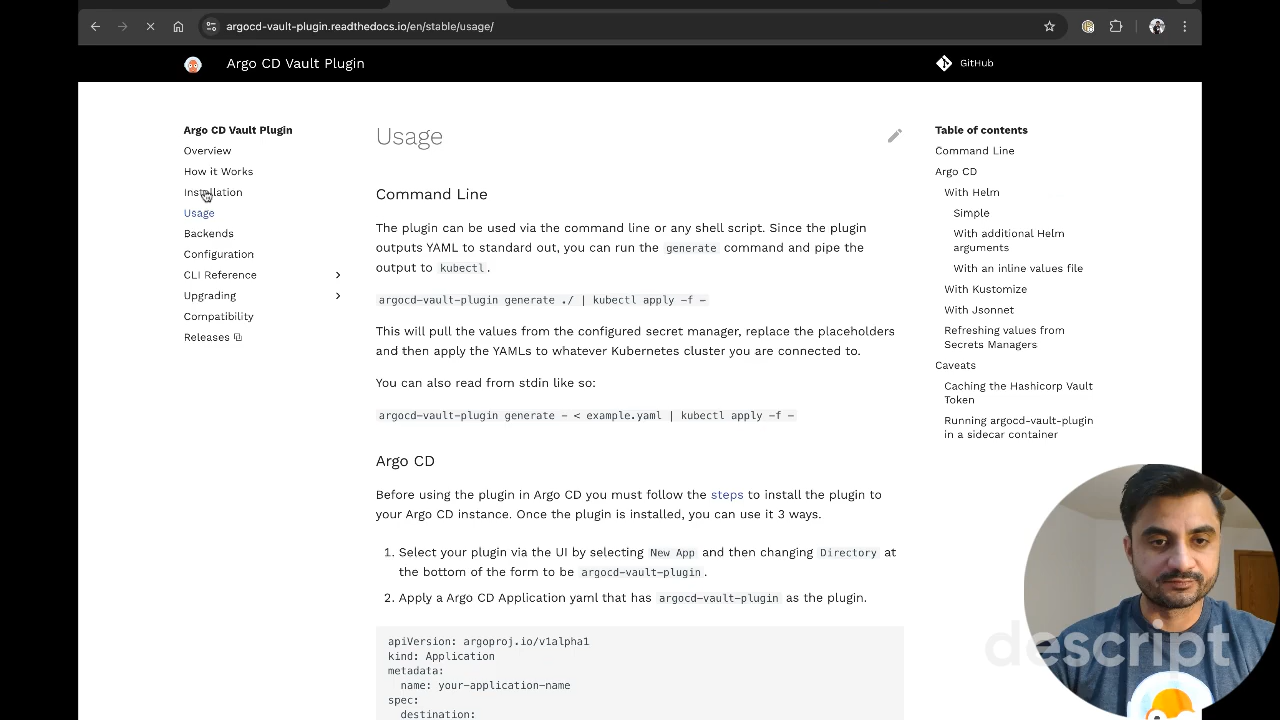 argocd-vault-plugin.readthedocs.io/en/stable/usage/
Argo CD Vault Plugin
GitHub
Argo CD Vault Plugin
Overview
How it Works
Installation
Usage
Backends
Configuration
CLI Reference
Upgrading
Compatibility
Releases
Usage
Command Line
The plugin can be used via the command line or any shell script. Since the plugin
outputs YAML to standard out, you can run the generate command and pipe the
output to kubectl.
argocd-vault-plugin generate ./ | kubectl apply -f -
This will pull the values from the configured secret manager, replace the placeholders
and then apply the YAMLs to whatever Kubernetes cluster you are connected to.
You can also read from stdin like so:
argocd-vault-plugin generate - < example.yaml | kubectl apply -f -
Argo CD
Before using the plugin in Argo CD you must follow the steps to install the plugin to
your Argo CD instance. Once the plugin is installed, you can use it 3 ways.
1. Select your plugin via the UI by selecting New App and then changing Directory at
the bottom of the form to be argocd-vault-plugin.
2. Apply a Argo CD Application yaml that has argocd-vault-plugin as the plugin.
apiVersion: argoproj.io/v1alpha1
kind: Application
metadata:
name: your-application-name
spec:
destination:
Table of contents
Command Line
Argo CD
With Helm
Simple
With additional Helm
arguments
With an inline values file
With Kustomize
With Jsonnet
Refreshing values from
Secrets Managers
Caveats
Caching the Hashicorp Vault
Token
Running argocd-vault-plugin
in a sidecar container
descript